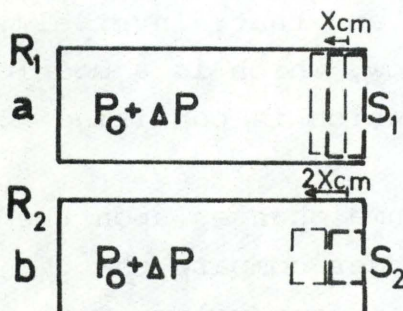 Xcm
R1
a
P0 + ΔP
S1
2Xcm
R2
b
P0 + ΔP
S2